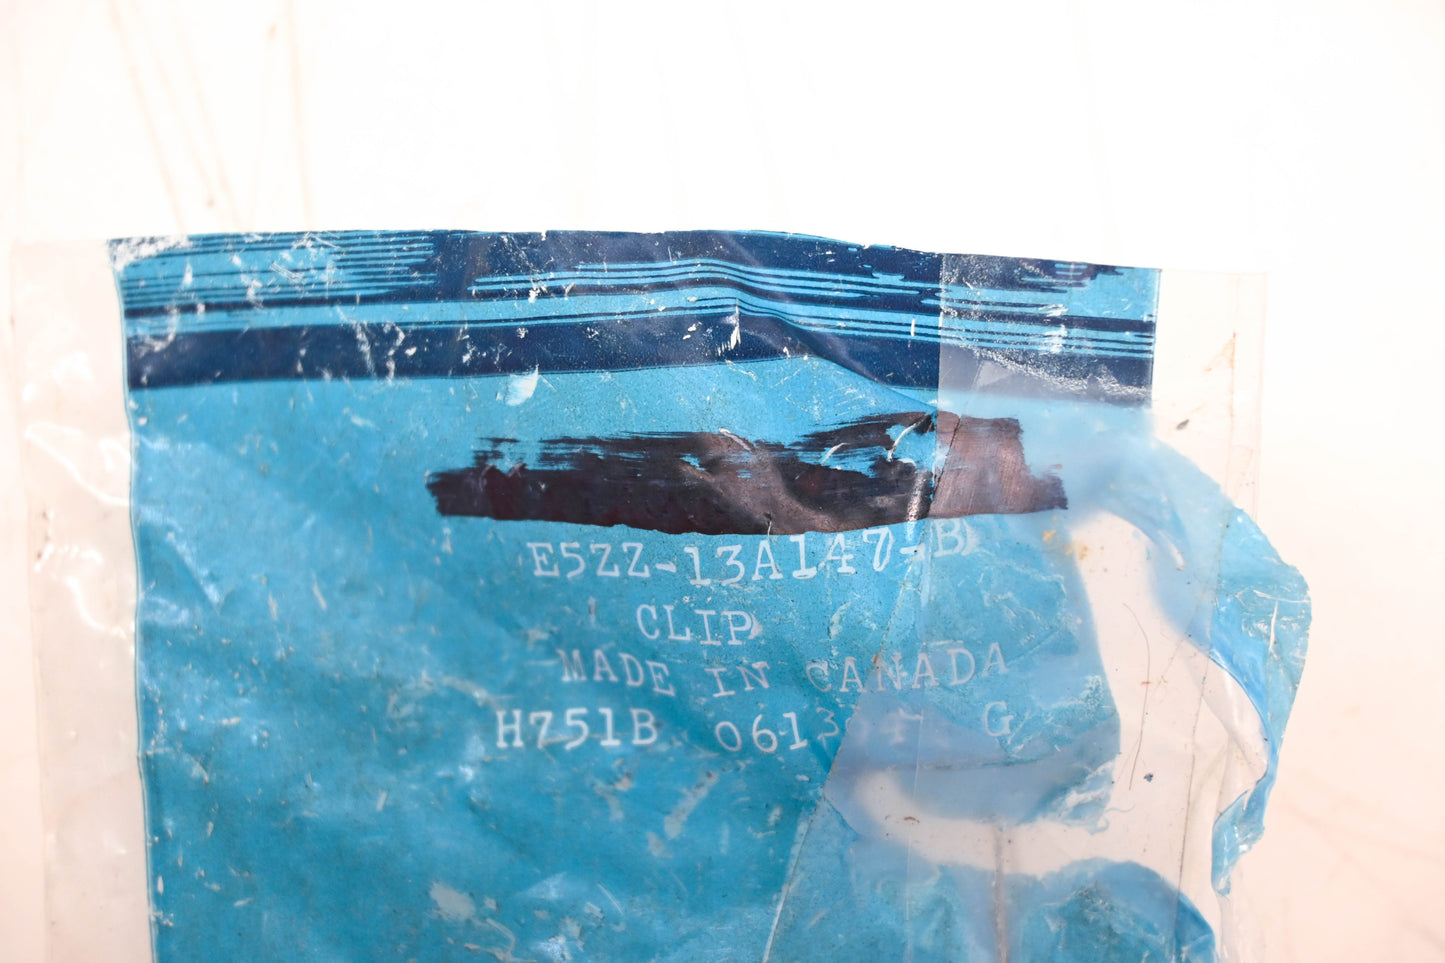 E5ZZ-13A147-B
CLIP
MADE IN CANADA
H751B G